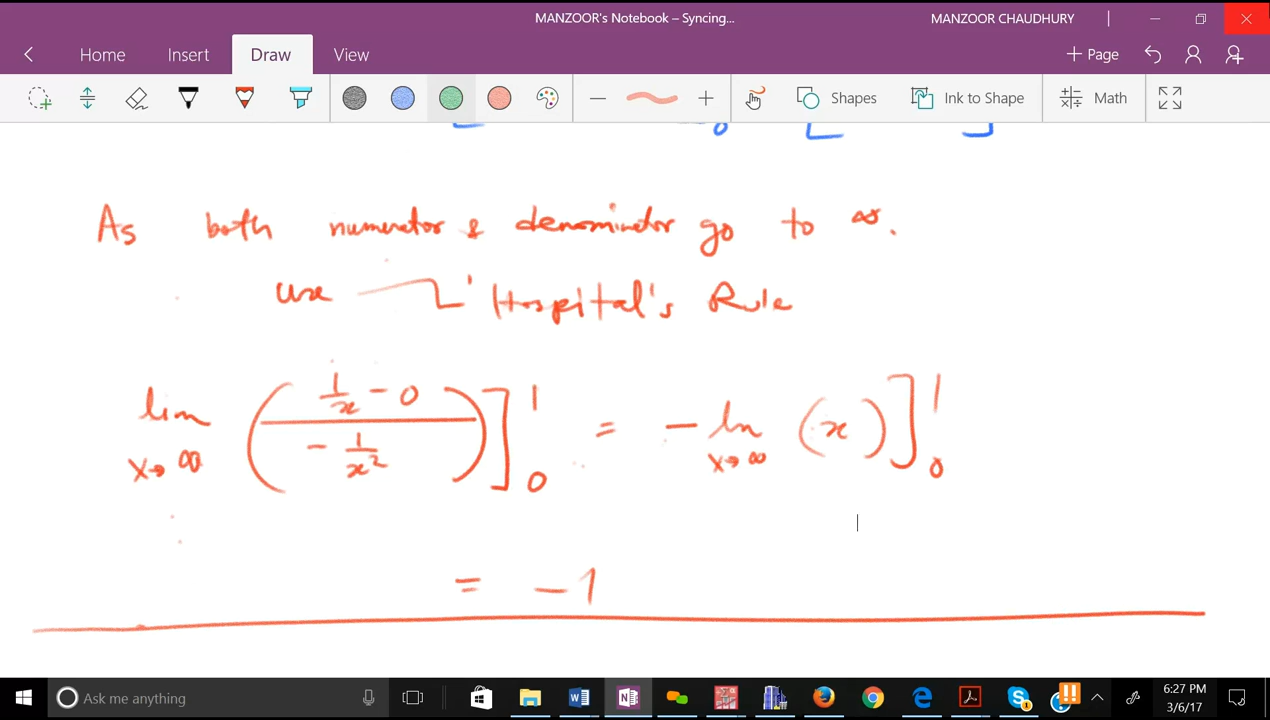 MANZOOR's Notebook – Syncing...
MANZOOR CHAUDHURY
Home Insert Draw View
Page
Shapes Ink to Shape Math
As both numerator & denominator go to ∞.
use L'Hospital's Rule
lim x→∞ ( (1/x - 0) / (- 1/x²) ) ]₀¹ = - ln x→∞ (x) ]₀¹
= -1
Ask me anything
6:27 PM
3/6/17